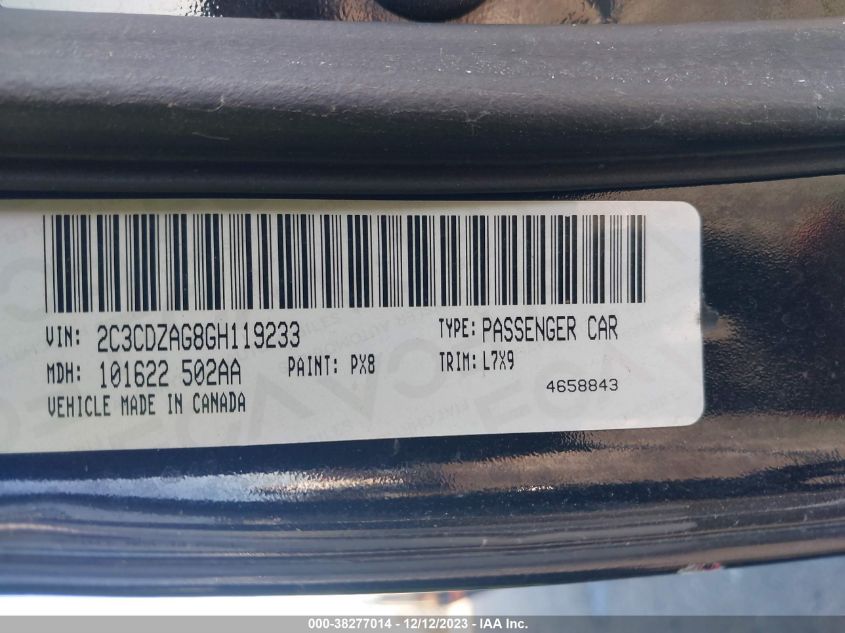 VIN: 2C3CDZAG8GH119233
TYPE: PASSENGER CAR
MDH: 101622 502AA
PAINT: PX8
TRIM: L7X9
VEHICLE MADE IN CANADA
4658843
000-38277014 - 12/12/2023 - IAA Inc.